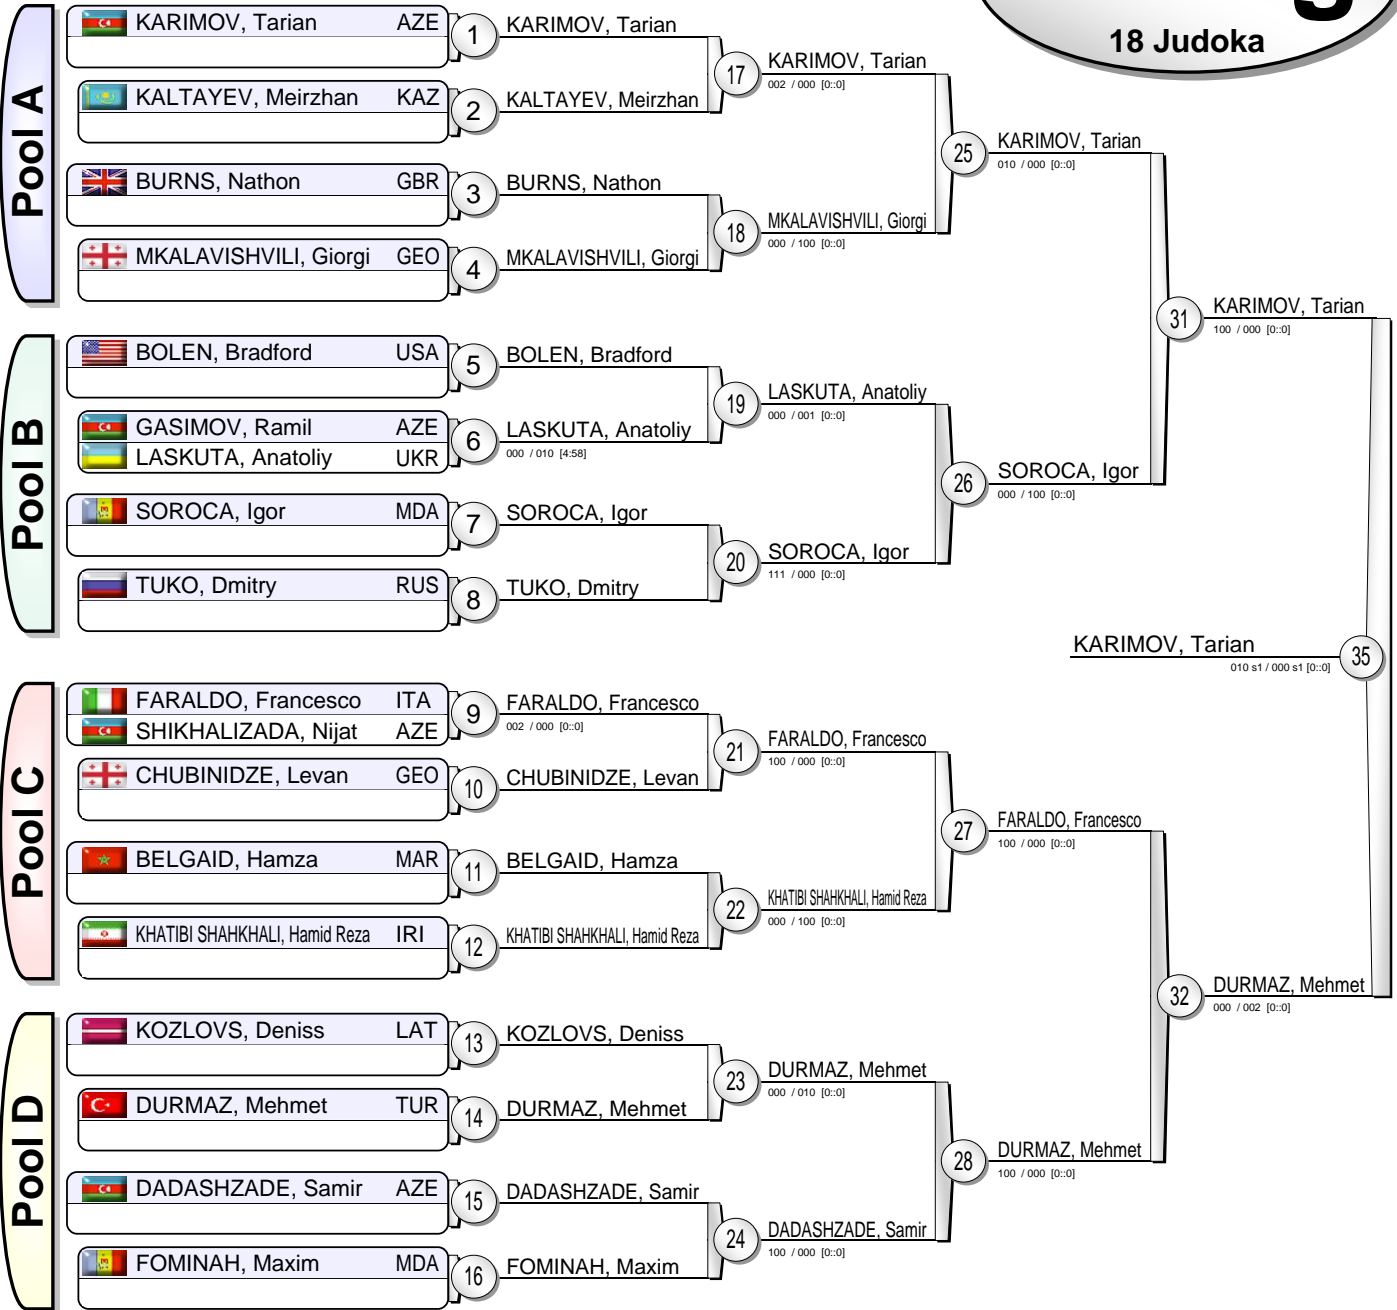 18 Judoka
Pool A
KARIMOV, Tarian AZE
1
KARIMOV, Tarian
KALTAYEV, Meirzhan KAZ
2
KALTAYEV, Meirzhan
17
KARIMOV, Tarian
002 / 000 [0::0]
BURNS, Nathon GBR
3
BURNS, Nathon
MKALAVISHVILI, Giorgi GEO
4
MKALAVISHVILI, Giorgi
18
MKALAVISHVILI, Giorgi
000 / 100 [0::0]
25
KARIMOV, Tarian
010 / 000 [0::0]
Pool B
BOLEN, Bradford USA
5
BOLEN, Bradford
GASIMOV, Ramil AZE
LASKUTA, Anatoliy UKR
6
LASKUTA, Anatoliy
000 / 010 [4:58]
19
LASKUTA, Anatoliy
000 / 001 [0::0]
SOROCA, Igor MDA
7
SOROCA, Igor
TUKO, Dmitry RUS
8
TUKO, Dmitry
20
SOROCA, Igor
111 / 000 [0::0]
26
SOROCA, Igor
000 / 100 [0::0]
31
KARIMOV, Tarian
100 / 000 [0::0]
KARIMOV, Tarian
010 s1 / 000 s1 [0::0]
35
Pool C
FARALDO, Francesco ITA
SHIKHALIZADA, Nijat AZE
9
FARALDO, Francesco
002 / 000 [0::0]
CHUBINIDZE, Levan GEO
10
CHUBINIDZE, Levan
21
FARALDO, Francesco
100 / 000 [0::0]
BELGAID, Hamza MAR
11
BELGAID, Hamza
KHATIBI SHAHKHALI, Hamid Reza IRI
12
KHATIBI SHAHKHALI, Hamid Reza
22
KHATIBI SHAHKHALI, Hamid Reza
000 / 100 [0::0]
27
FARALDO, Francesco
100 / 000 [0::0]
Pool D
KOZLOVS, Deniss LAT
13
KOZLOVS, Deniss
DURMAZ, Mehmet TUR
14
DURMAZ, Mehmet
23
DURMAZ, Mehmet
000 / 010 [0::0]
DADASHZADE, Samir AZE
15
DADASHZADE, Samir
FOMINAH, Maxim MDA
16
FOMINAH, Maxim
24
DADASHZADE, Samir
100 / 000 [0::0]
28
DURMAZ, Mehmet
100 / 000 [0::0]
32
DURMAZ, Mehmet
000 / 002 [0::0]